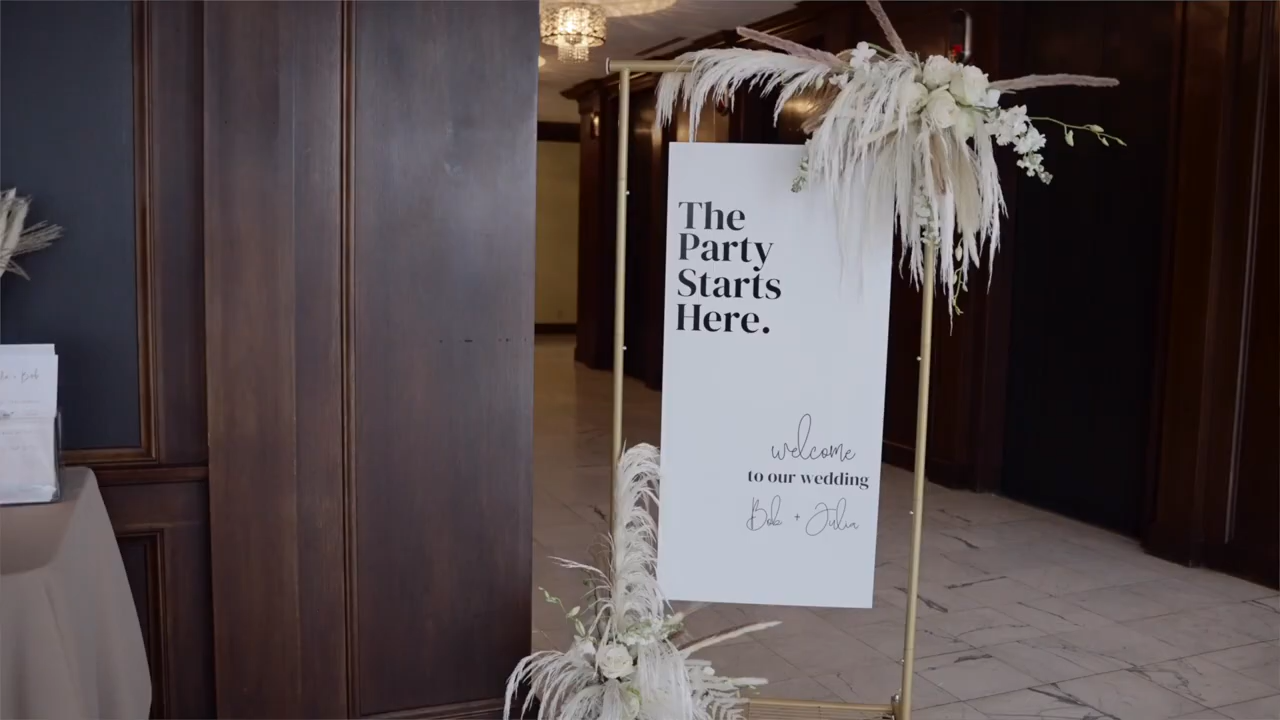 The
Party
Starts
Here.
welcome
to our wedding
Bob + Julia